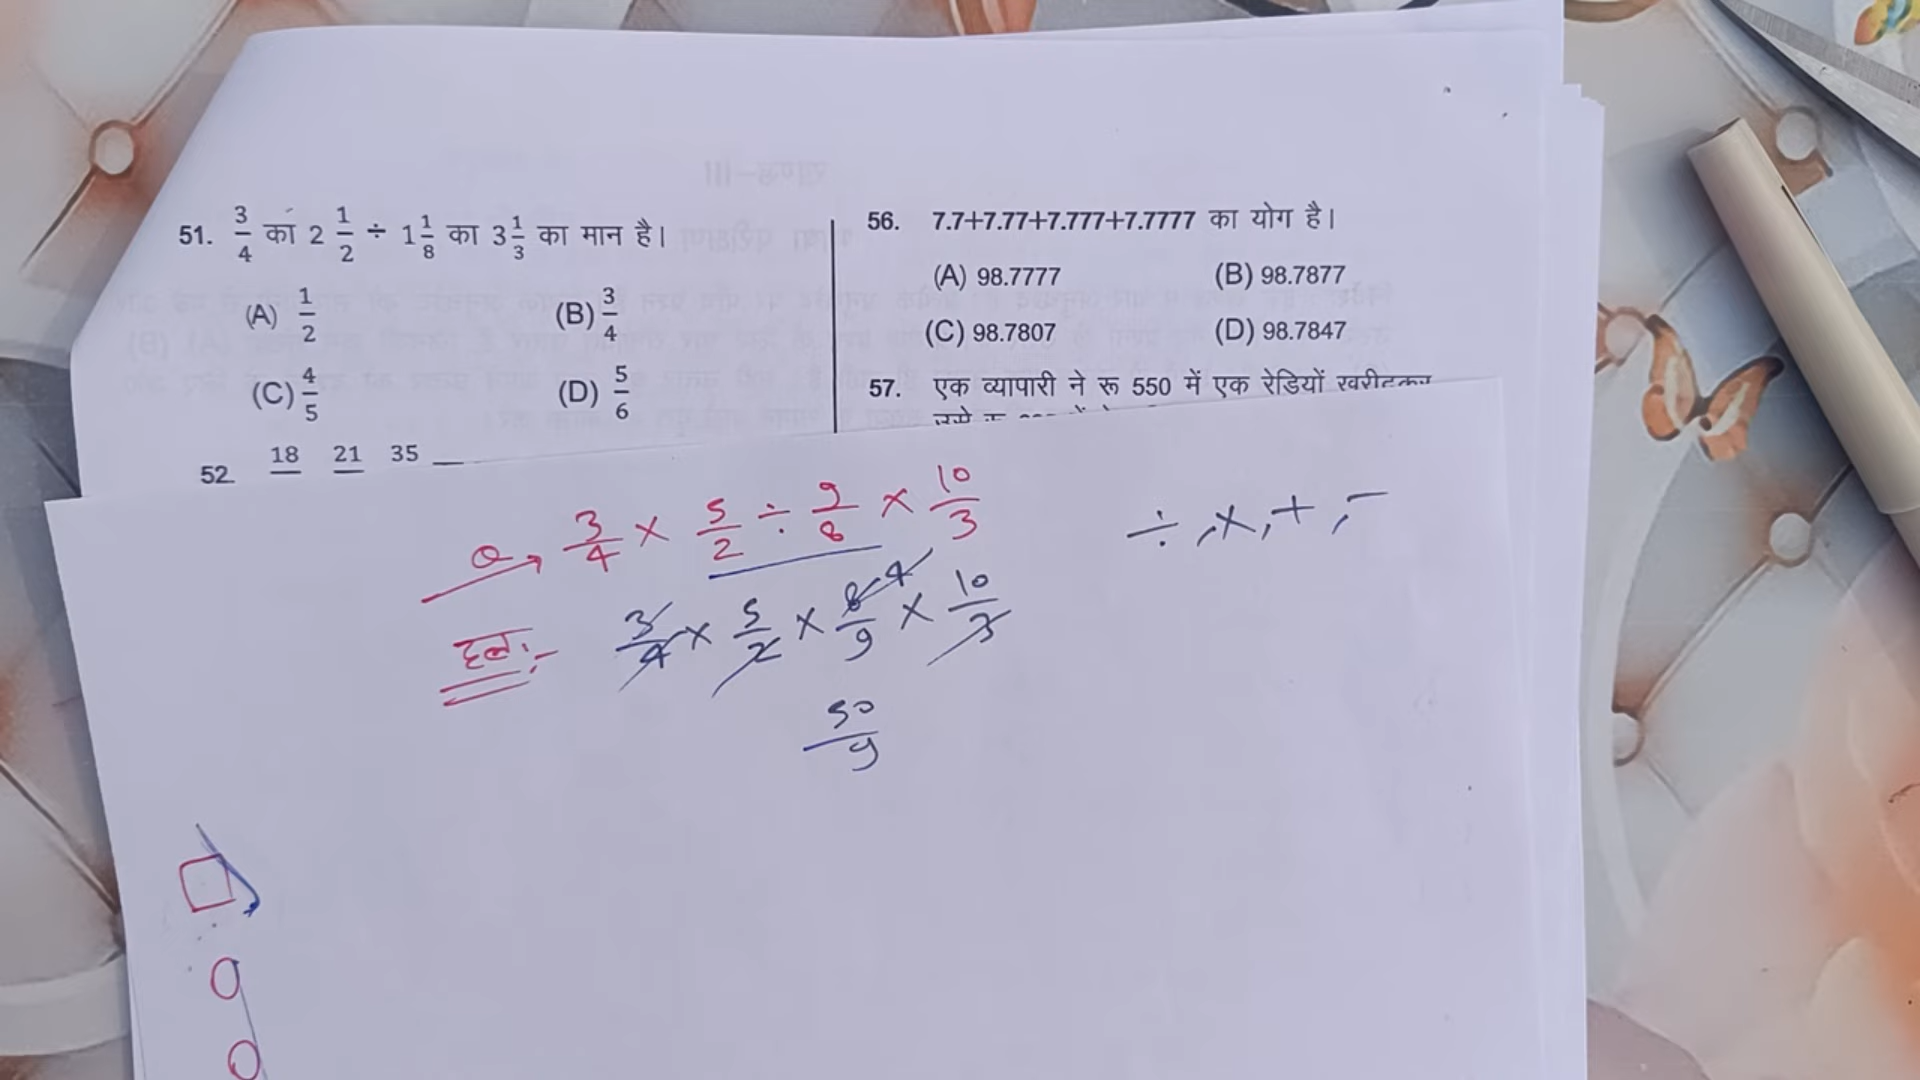 51. 3/4 का 2 1/2 ÷ 1 1/8 का 3 1/3 का मान है।
(A) 1/2 (B) 3/4
(C) 4/5 (D) 5/6
52. 18 21 35
56. 7.7+7.77+7.777+7.7777 का योग है।
(A) 98.7777 (B) 98.7877
(C) 98.7807 (D) 98.7847
57. एक व्यापारी ने रू 550 में एक रेडियों खरीदकर
Q → 3/4 × 5/2 ÷ 9/8 × 10/3
÷, ×, +, −
हल:- 3/4 × 5/2 × 8/9 × 10/3
4
50/9